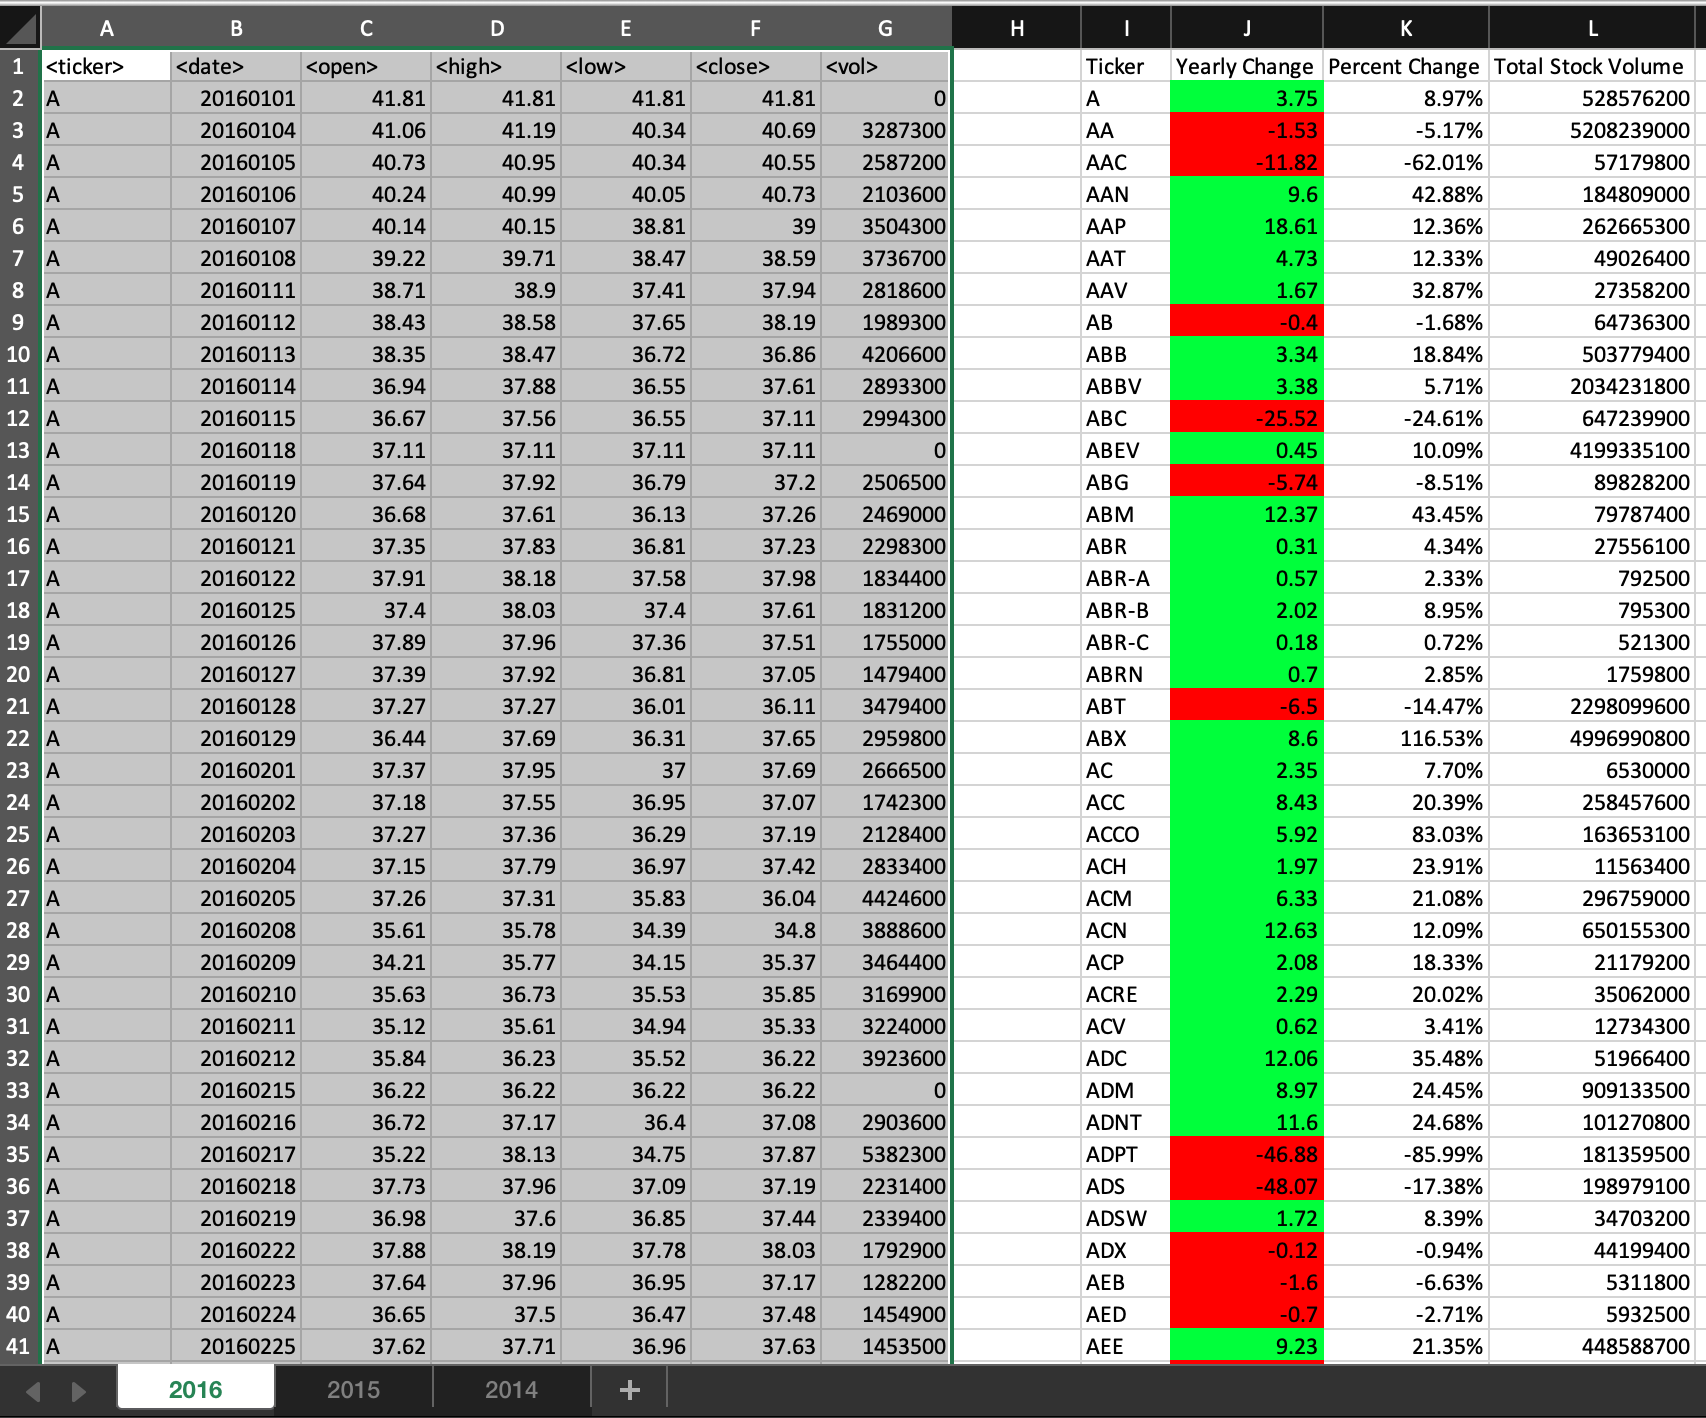 A B C D E F G H I J K L
1 <ticker> <date> <open> <high> <low> <close> <vol> Ticker Yearly Change Percent Change Total Stock Volume
2 A 20160101 41.81 41.81 41.81 41.81 0 A 3.75 8.97% 528576200
3 A 20160104 41.06 41.19 40.34 40.69 3287300 AA -1.53 -5.17% 5208239000
4 A 20160105 40.73 40.95 40.34 40.55 2587200 AAC -11.82 -62.01% 57179800
5 A 20160106 40.24 40.99 40.05 40.73 2103600 AAN 9.6 42.88% 184809000
6 A 20160107 40.14 40.15 38.81 39 3504300 AAP 18.61 12.36% 262665300
7 A 20160108 39.22 39.71 38.47 38.59 3736700 AAT 4.73 12.33% 49026400
8 A 20160111 38.71 38.9 37.41 37.94 2818600 AAV 1.67 32.87% 27358200
9 A 20160112 38.43 38.58 37.65 38.19 1989300 AB -0.4 -1.68% 64736300
10 A 20160113 38.35 38.47 36.72 36.86 4206600 ABB 3.34 18.84% 503779400
11 A 20160114 36.94 37.88 36.55 37.61 2893300 ABBV 3.38 5.71% 2034231800
12 A 20160115 36.67 37.56 36.55 37.11 2994300 ABC -25.52 -24.61% 647239900
13 A 20160118 37.11 37.11 37.11 37.11 0 ABEV 0.45 10.09% 4199335100
14 A 20160119 37.64 37.92 36.79 37.2 2506500 ABG -5.74 -8.51% 89828200
15 A 20160120 36.68 37.61 36.13 37.26 2469000 ABM 12.37 43.45% 79787400
16 A 20160121 37.35 37.83 36.81 37.23 2298300 ABR 0.31 4.34% 27556100
17 A 20160122 37.91 38.18 37.58 37.98 1834400 ABR-A 0.57 2.33% 792500
18 A 20160125 37.4 38.03 37.4 37.61 1831200 ABR-B 2.02 8.95% 795300
19 A 20160126 37.89 37.96 37.36 37.51 1755000 ABR-C 0.18 0.72% 521300
20 A 20160127 37.39 37.92 36.81 37.05 1479400 ABRN 0.7 2.85% 1759800
21 A 20160128 37.27 37.27 36.01 36.11 3479400 ABT -6.5 -14.47% 2298099600
22 A 20160129 36.44 37.69 36.31 37.65 2959800 ABX 8.6 116.53% 4996990800
23 A 20160201 37.37 37.95 37 37.69 2666500 AC 2.35 7.70% 6530000
24 A 20160202 37.18 37.55 36.95 37.07 1742300 ACC 8.43 20.39% 258457600
25 A 20160203 37.27 37.36 36.29 37.19 2128400 ACCO 5.92 83.03% 163653100
26 A 20160204 37.15 37.79 36.97 37.42 2833400 ACH 1.97 23.91% 11563400
27 A 20160205 37.26 37.31 35.83 36.04 4424600 ACM 6.33 21.08% 296759000
28 A 20160208 35.61 35.78 34.39 34.8 3888600 ACN 12.63 12.09% 650155300
29 A 20160209 34.21 35.77 34.15 35.37 3464400 ACP 2.08 18.33% 21179200
30 A 20160210 35.63 36.73 35.53 35.85 3169900 ACRE 2.29 20.02% 35062000
31 A 20160211 35.12 35.61 34.94 35.33 3224000 ACV 0.62 3.41% 12734300
32 A 20160212 35.84 36.23 35.52 36.22 3923600 ADC 12.06 35.48% 51966400
33 A 20160215 36.22 36.22 36.22 36.22 0 ADM 8.97 24.45% 909133500
34 A 20160216 36.72 37.17 36.4 37.08 2903600 ADNT 11.6 24.68% 101270800
35 A 20160217 35.22 38.13 34.75 37.87 5382300 ADPT -46.88 -85.99% 181359500
36 A 20160218 37.73 37.96 37.09 37.19 2231400 ADS -48.07 -17.38% 198979100
37 A 20160219 36.98 37.6 36.85 37.44 2339400 ADSW 1.72 8.39% 34703200
38 A 20160222 37.88 38.19 37.78 38.03 1792900 ADX -0.12 -0.94% 44199400
39 A 20160223 37.64 37.96 36.95 37.17 1282200 AEB -1.6 -6.63% 5311800
40 A 20160224 36.65 37.5 36.47 37.48 1454900 AED -0.7 -2.71% 5932500
41 A 20160225 37.62 37.71 36.96 37.63 1453500 AEE 9.23 21.35% 448588700
2016 2015 2014 +